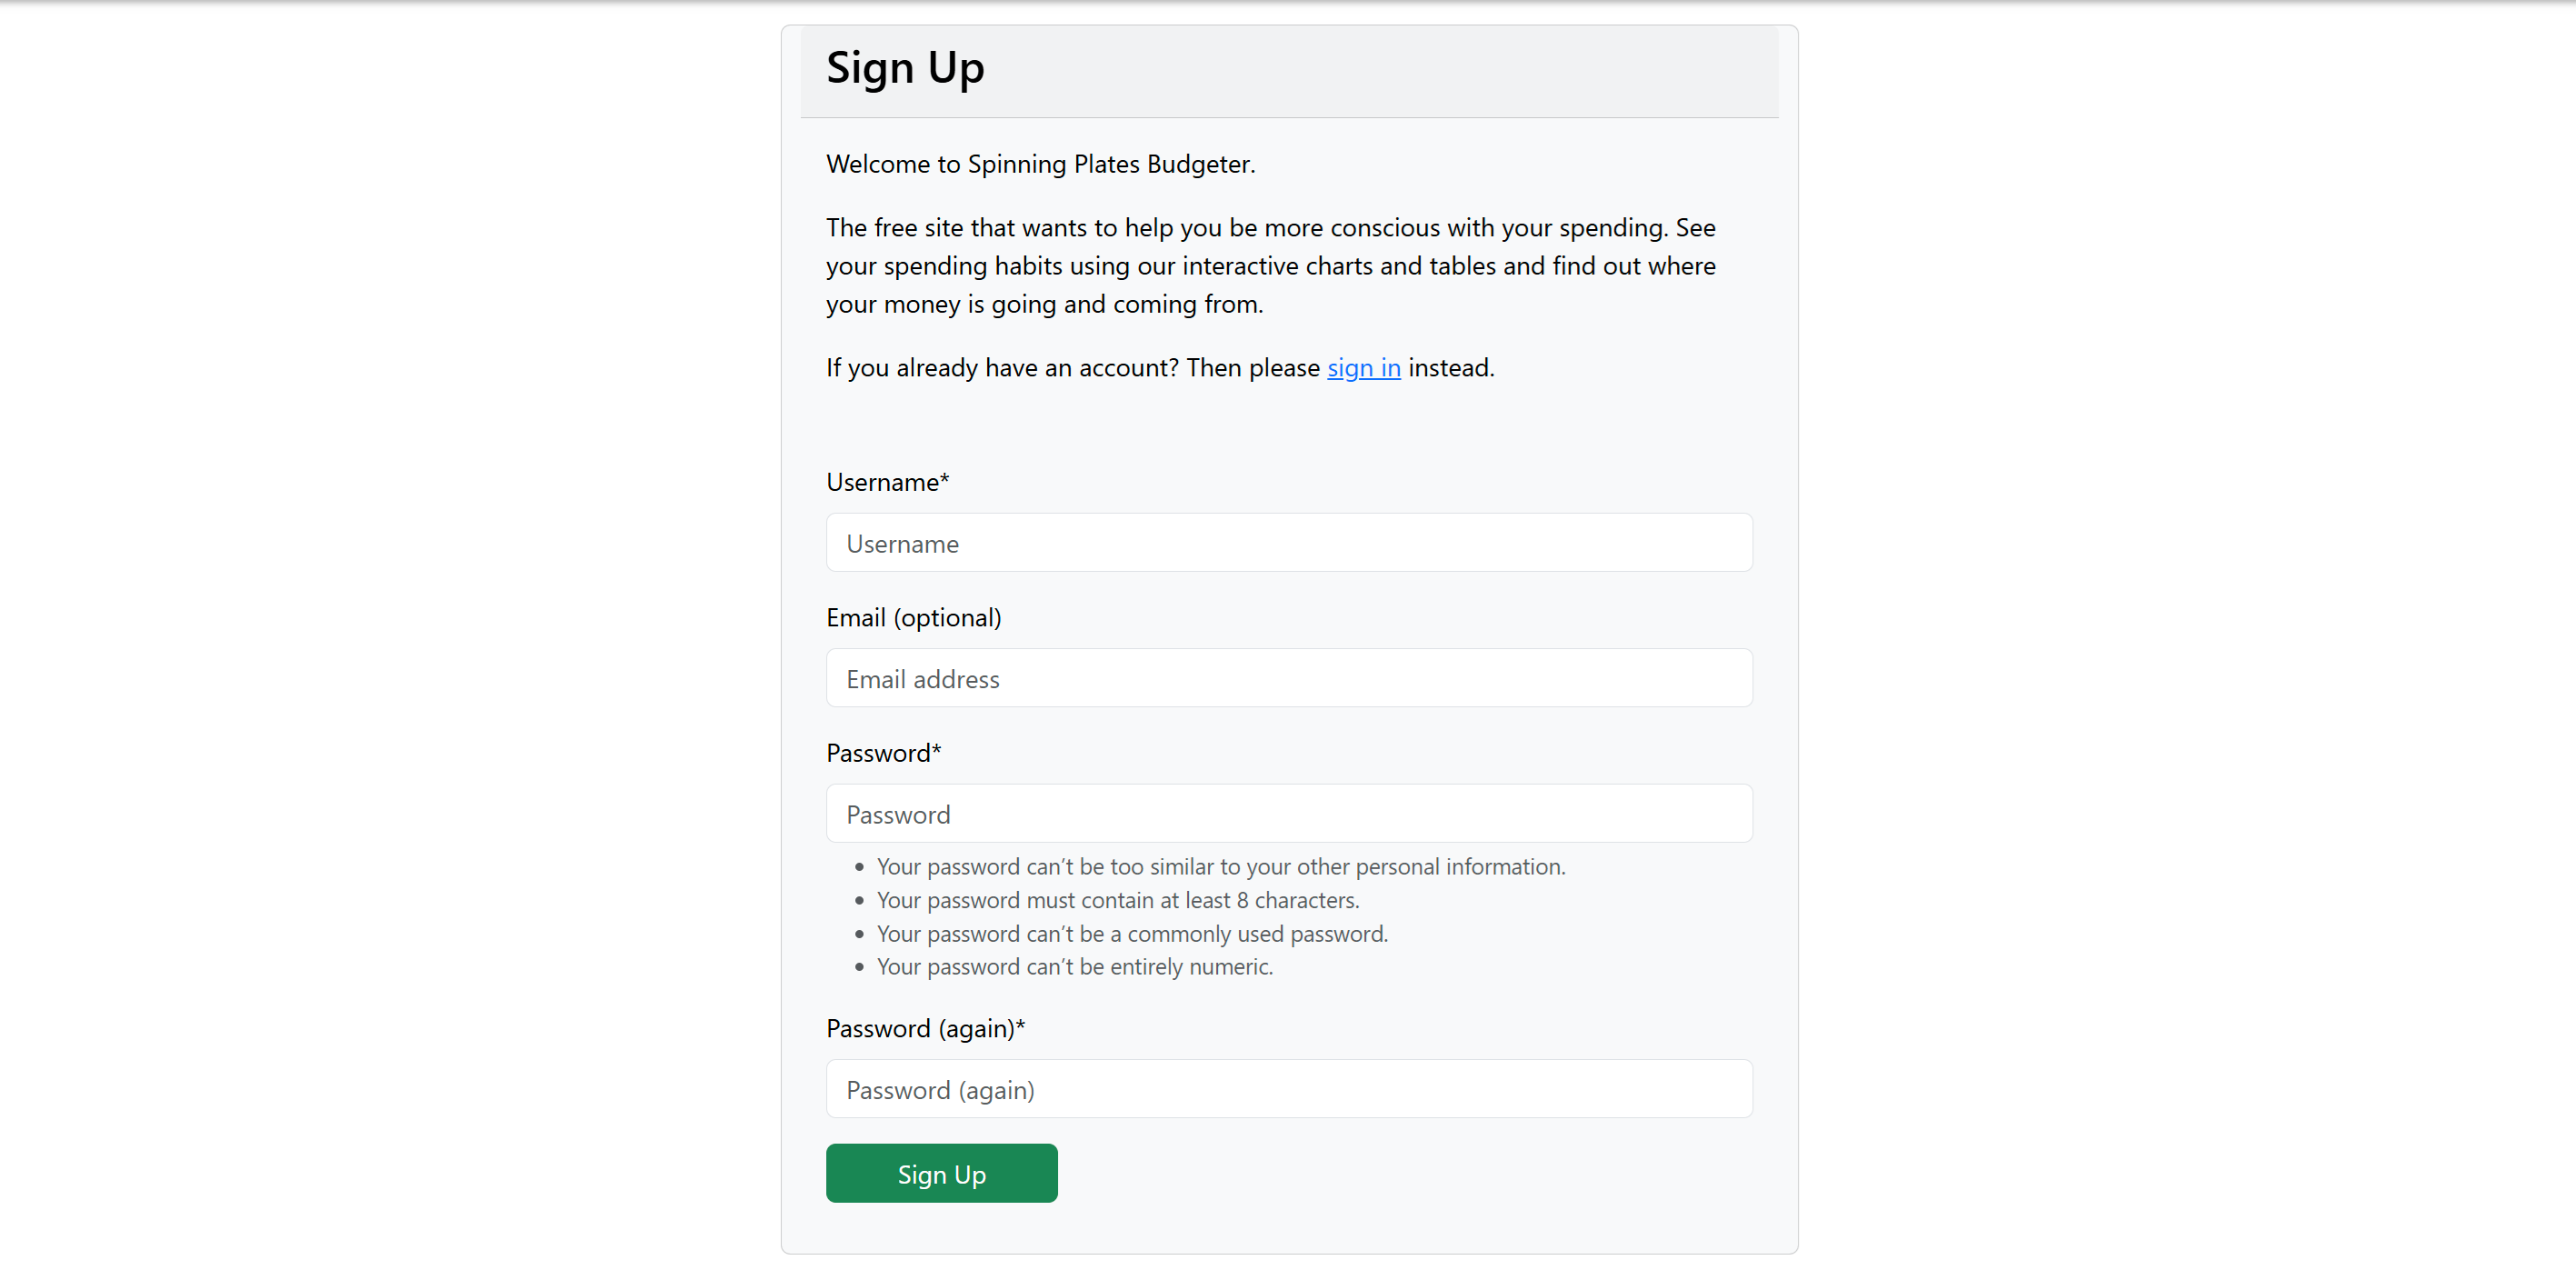 Sign Up
Welcome to Spinning Plates Budgeter.
The free site that wants to help you be more conscious with your spending. See
your spending habits using our interactive charts and tables and find out where
your money is going and coming from.
If you already have an account? Then please sign in instead.
Username*
Username
Email (optional)
Email address
Password*
Password
• Your password can’t be too similar to your other personal information.
• Your password must contain at least 8 characters.
• Your password can’t be a commonly used password.
• Your password can’t be entirely numeric.
Password (again)*
Password (again)
Sign Up